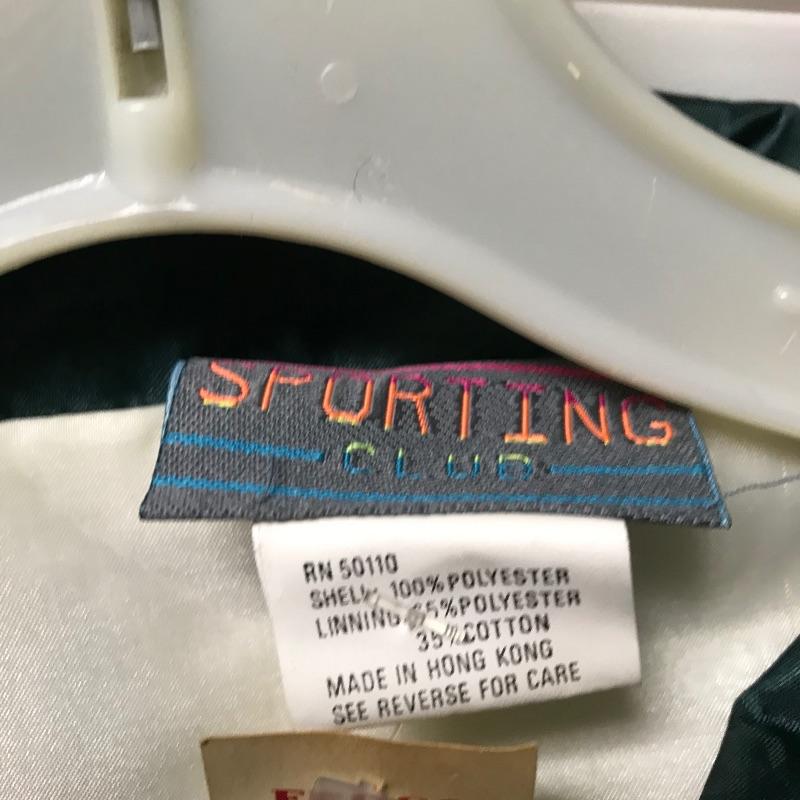 SPORTING
CLUB
RN 50110
SHELL: 100% POLYESTER
LINNING 65% POLYESTER
35% COTTON
MADE IN HONG KONG
SEE REVERSE FOR CARE